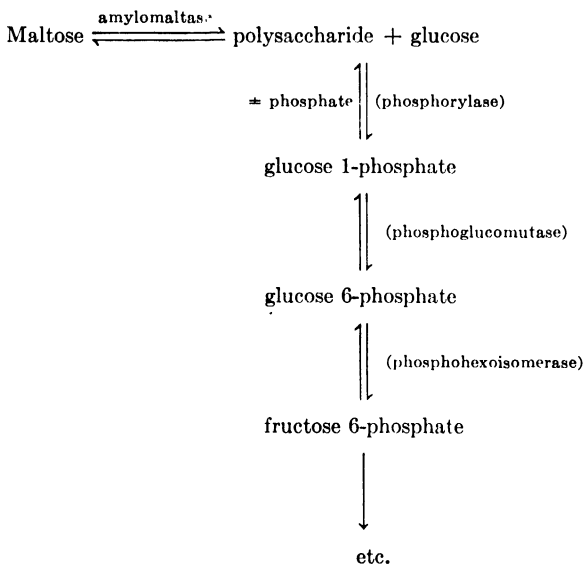 amylomaltase
Maltose ⇌ polysaccharide + glucose
± phosphate (phosphorylase)
glucose 1-phosphate
(phosphoglucomutase)
glucose 6-phosphate
(phosphohexoisomerase)
fructose 6-phosphate
etc.